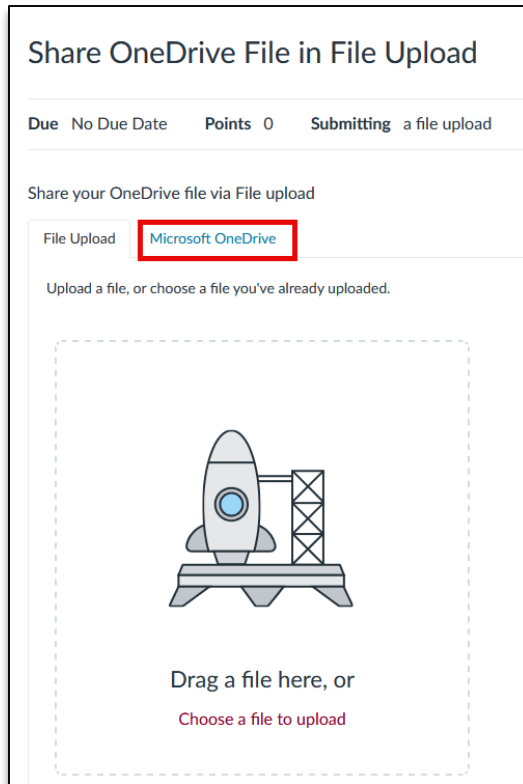 Share OneDrive File in File Upload
Due No Due Date Points 0 Submitting a file upload
Share your OneDrive file via File upload
File Upload Microsoft OneDrive
Upload a file, or choose a file you've already uploaded.
Drag a file here, or
Choose a file to upload